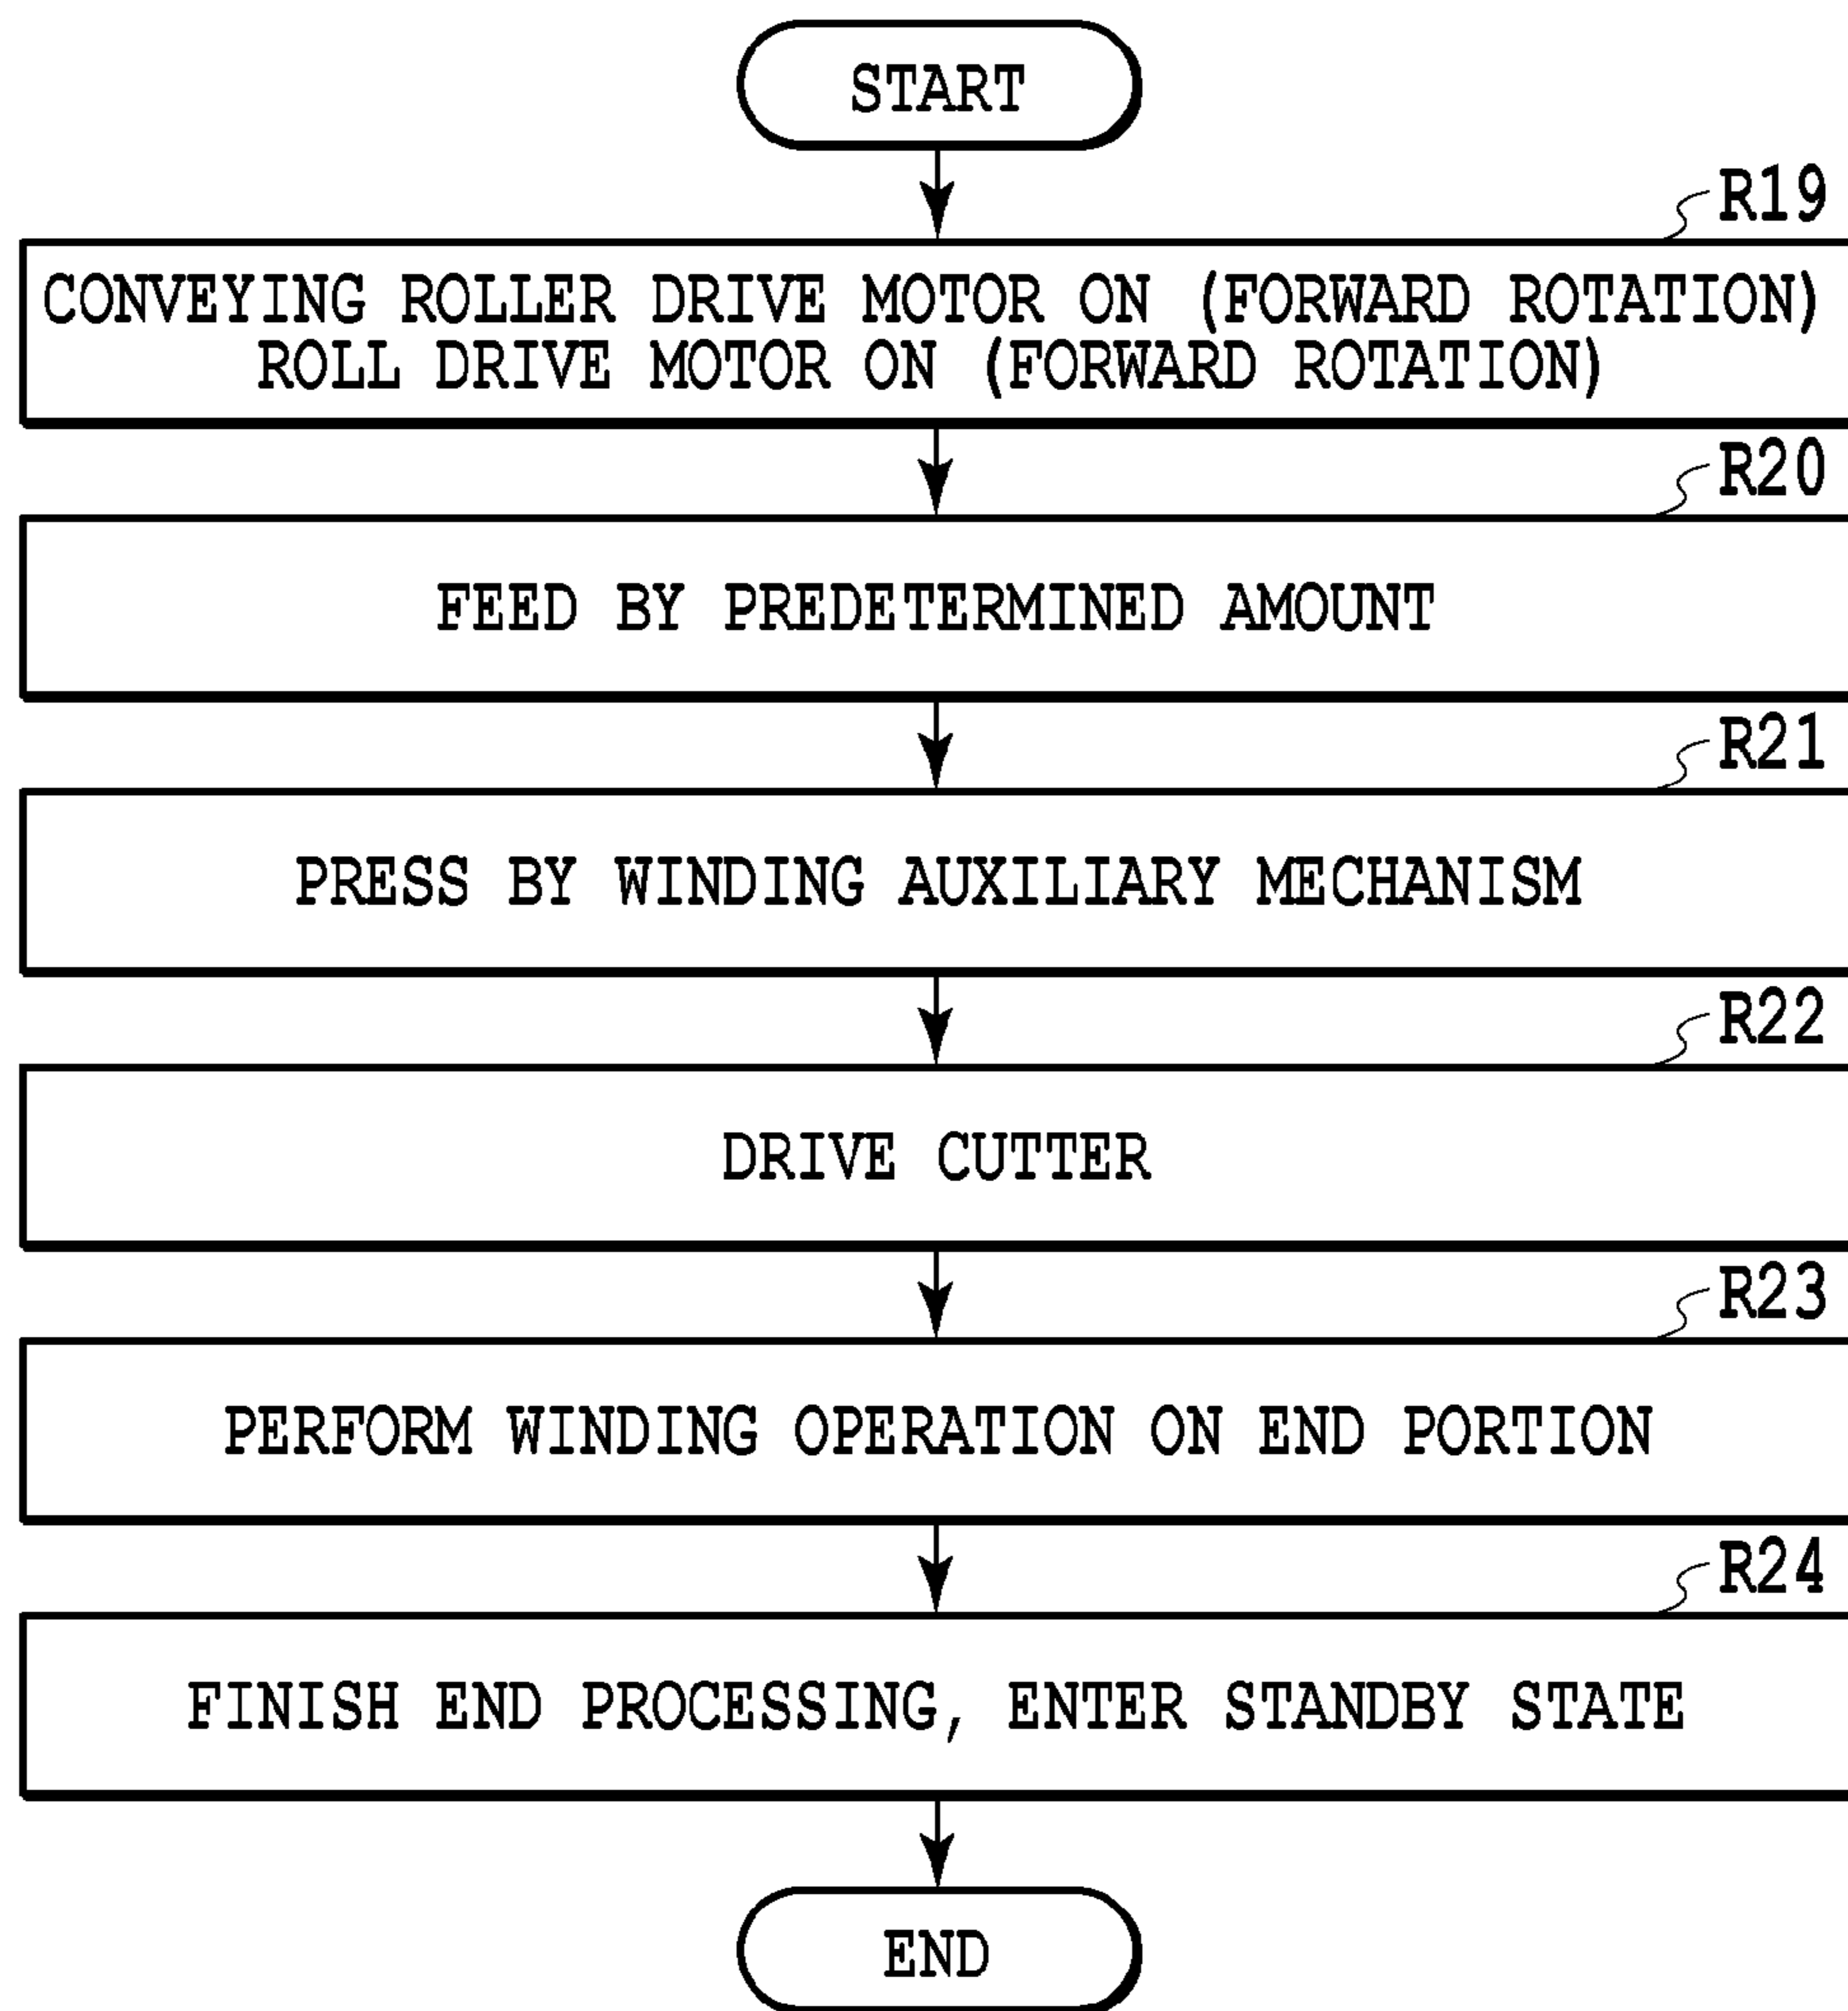 START
R19
CONVEYING ROLLER DRIVE MOTOR ON (FORWARD ROTATION)
ROLL DRIVE MOTOR ON (FORWARD ROTATION)
R20
FEED BY PREDETERMINED AMOUNT
R21
PRESS BY WINDING AUXILIARY MECHANISM
R22
DRIVE CUTTER
R23
PERFORM WINDING OPERATION ON END PORTION
R24
FINISH END PROCESSING, ENTER STANDBY STATE
END